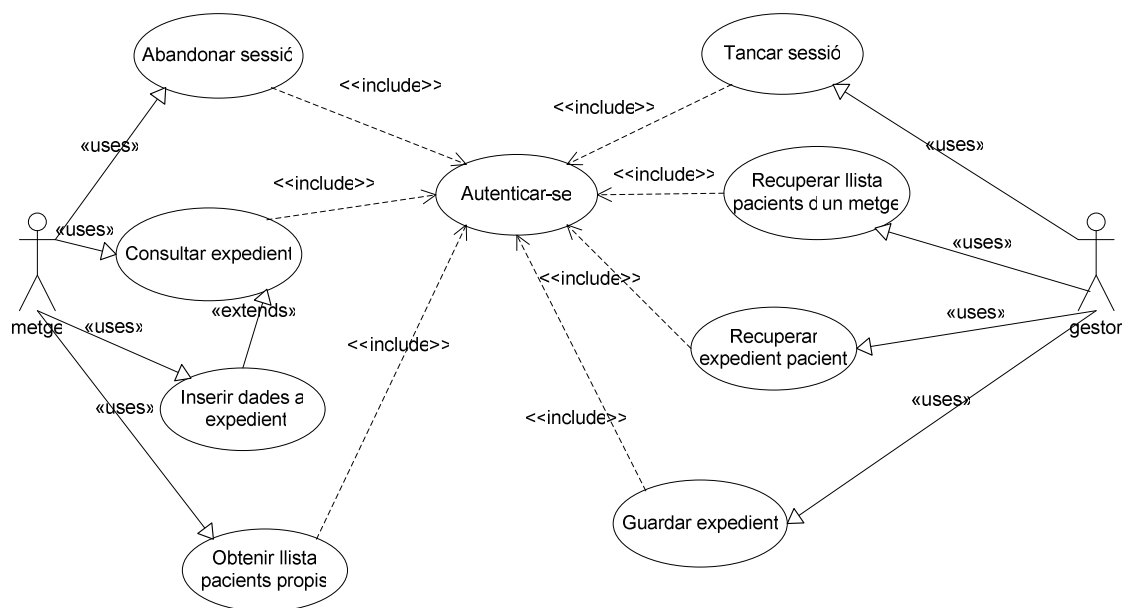 Abandonar sessió
Tancar sessió
<<include>>
<<include>>
«uses»
«uses»
<<include>>
Autenticar-se
<<include>>
Recuperar llista
pacients d'un metge
«uses»
Consultar expedient
«uses»
<<include>>
«extends»
metge
«uses»
<<include>>
Recuperar
expedient pacient
«uses»
gestor
Inserir dades a
expedient
«uses»
«uses»
<<include>>
Guardar expedient
Obtenir llista
pacients propis